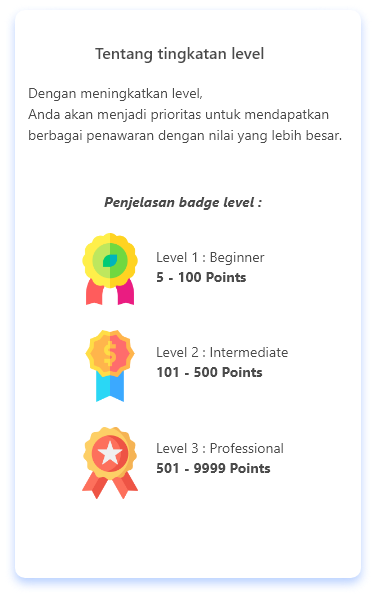 Tentang tingkatan level
Dengan meningkatkan level,
Anda akan menjadi prioritas untuk mendapatkan
berbagai penawaran dengan nilai yang lebih besar.
Penjelasan badge level :
Level 1 : Beginner
5 - 100 Points
$
Level 2 : Intermediate
101 - 500 Points
Level 3 : Professional
501 - 9999 Points